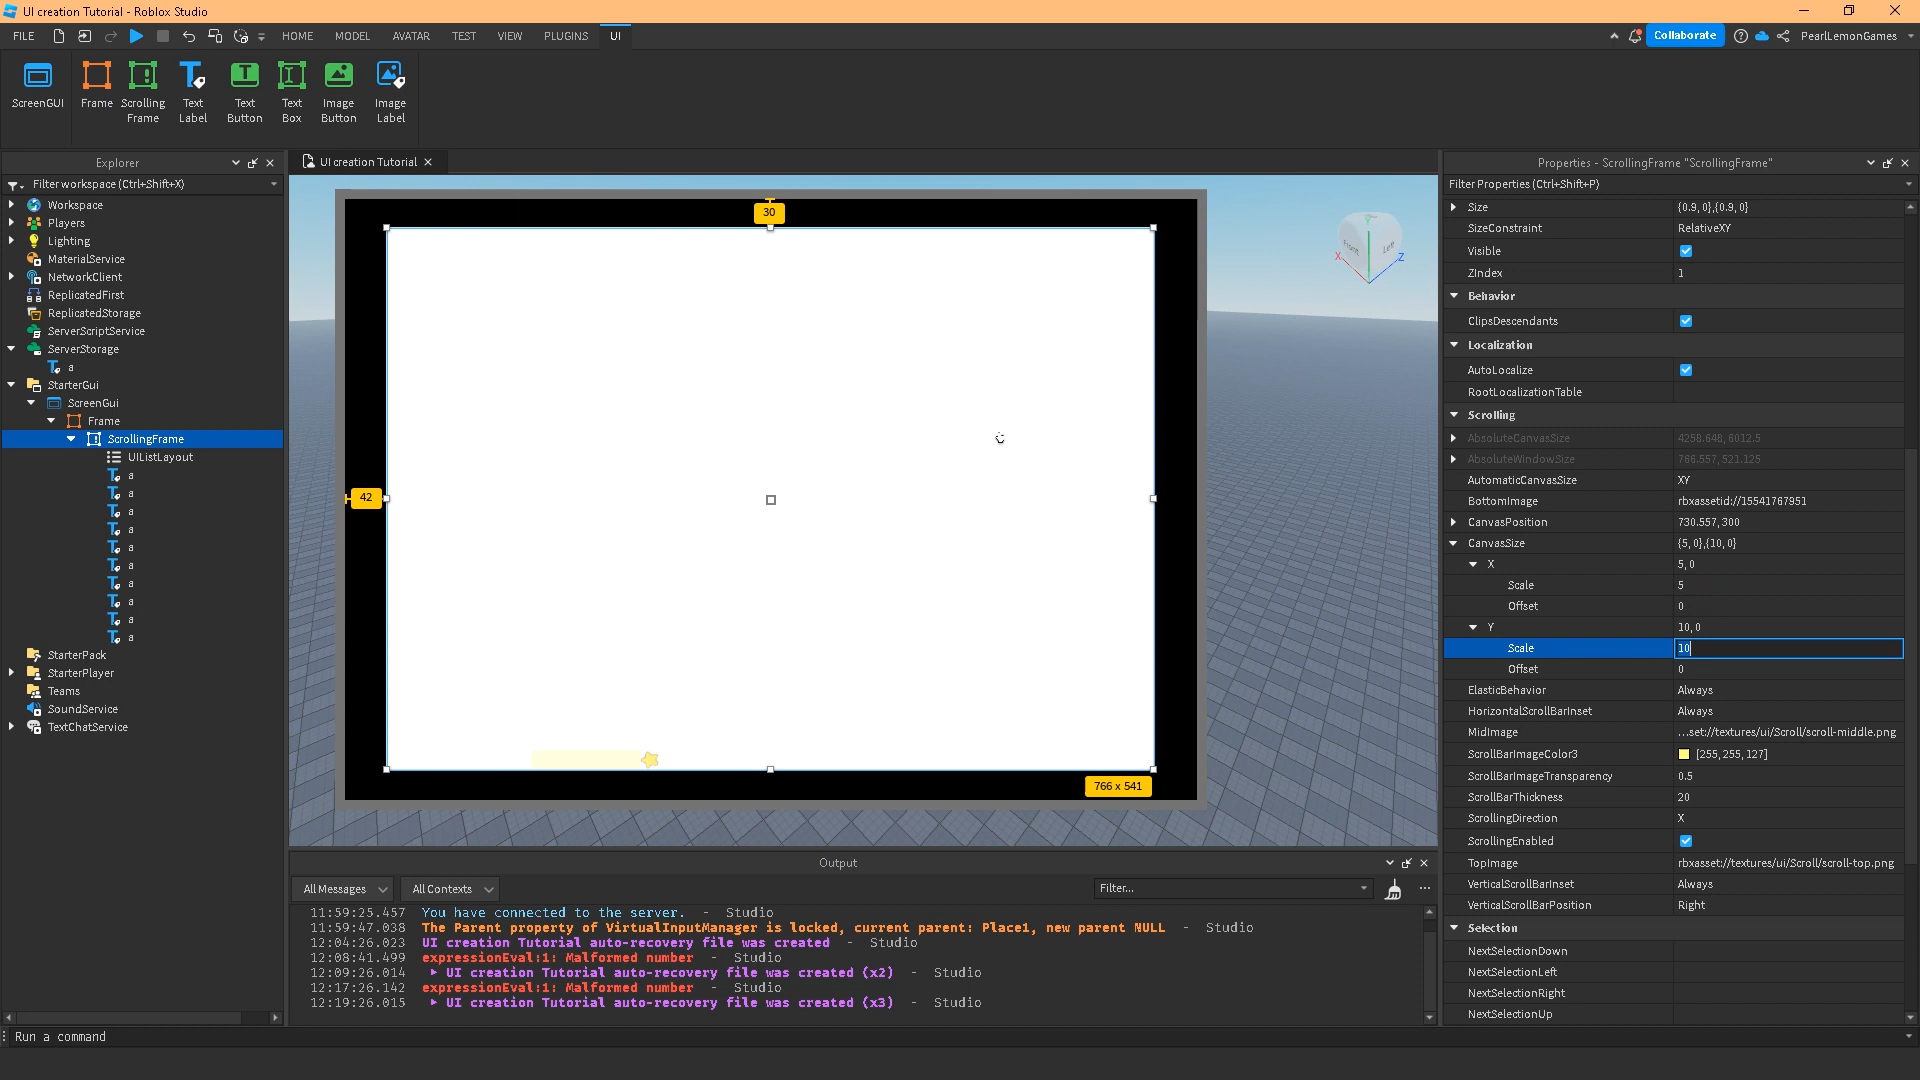 UI creation Tutorial - Roblox Studio
FILE HOME MODEL AVATAR TEST VIEW PLUGINS UI Collaborate PearlLemonGames
ScreenGUI Frame Scrolling Frame Text Label Text Button Text Box Image Button Image Label
Explorer
Filter workspace (Ctrl+Shift+X)
Workspace
Players
Lighting
MaterialService
NetworkClient
ReplicatedFirst
ReplicatedStorage
ServerScriptService
ServerStorage
a
StarterGui
ScreenGui
Frame
ScrollingFrame
UIListLayout
a
a
a
a
a
a
a
a
a
a
StarterPack
StarterPlayer
Teams
SoundService
TextChatService
UI creation Tutorial
30
Front Left
X Y Z
42
766 x 541
Output
All Messages All Contexts Filter...
11:59:25.457 You have connected to the server. - Studio
11:59:47.038 The Parent property of VirtualInputManager is locked, current parent: Place1, new parent NULL - Studio
12:04:26.023 UI creation Tutorial auto-recovery file was created - Studio
12:08:41.499 expressionEval:1: Malformed number - Studio
12:09:26.014 UI creation Tutorial auto-recovery file was created (x2) - Studio
12:17:26.142 expressionEval:1: Malformed number - Studio
12:19:26.015 UI creation Tutorial auto-recovery file was created (x3) - Studio
Properties - ScrollingFrame "ScrollingFrame"
Filter Properties (Ctrl+Shift+P)
Size {0.9, 0},{0.9, 0}
SizeConstraint RelativeXY
Visible
ZIndex 1
Behavior
ClipsDescendants
Localization
AutoLocalize
RootLocalizationTable
Scrolling
AbsoluteCanvasSize 4258.648, 6012.5
AbsoluteWindowSize 766.557, 521.125
AutomaticCanvasSize XY
BottomImage rbxassetid://15541767951
CanvasPosition 730.557, 300
CanvasSize {5, 0},{10, 0}
X 5, 0
Scale 5
Offset 0
Y 10, 0
Scale 10
Offset 0
ElasticBehavior Always
HorizontalScrollBarInset Always
MidImage ...set://textures/ui/Scroll/scroll-middle.png
ScrollBarImageColor3 [255, 255, 127]
ScrollBarImageTransparency 0.5
ScrollBarThickness 20
ScrollingDirection X
ScrollingEnabled
TopImage rbxasset://textures/ui/Scroll/scroll-top.png
VerticalScrollBarInset Always
VerticalScrollBarPosition Right
Selection
NextSelectionDown
NextSelectionLeft
NextSelectionRight
NextSelectionUp
Run a command